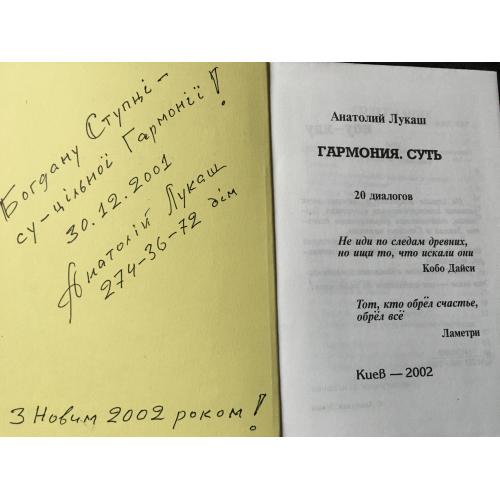 Богдану Ступці –
су-цільної Гармонії!
30.12.2001
Анатолій Лукаш
274-36-72 дім
З Новим 2002 роком!
Анатолий Лукаш
ГАРМОНИЯ. СУТЬ
20 диалогов
Не иди по следам древних,
но ищи то, что искали они
Кобо Дайси
Тот, кто обрёл счастье,
обрёл всё
Ламетри
Киев — 2002